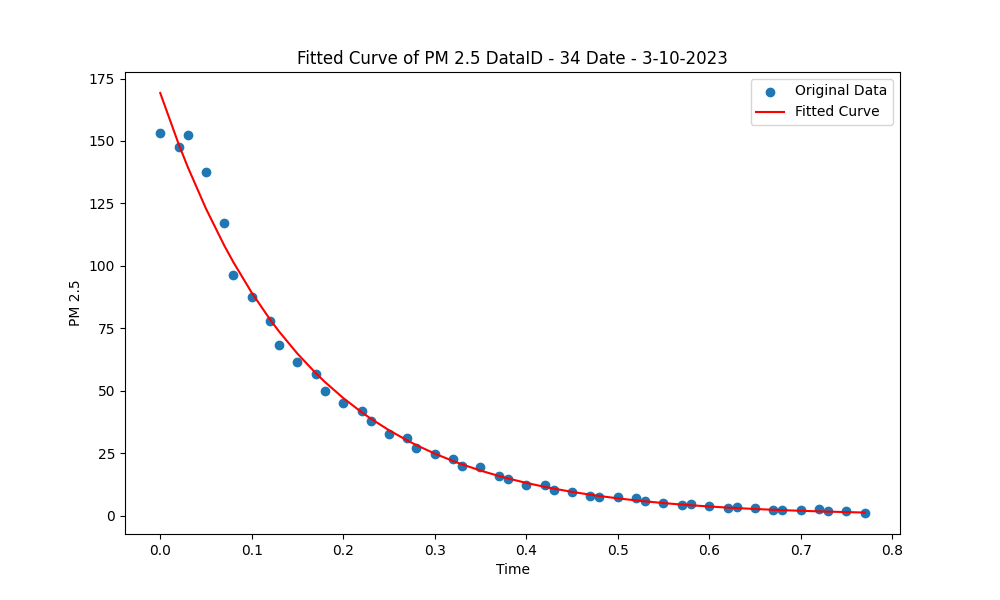 Fitted Curve of PM 2.5 DataID - 34 Date - 3-10-2023
Original Data
Fitted Curve
175
150
125
100
75
50
25
0
PM 2.5
0.0 0.1 0.2 0.3 0.4 0.5 0.6 0.7 0.8
Time